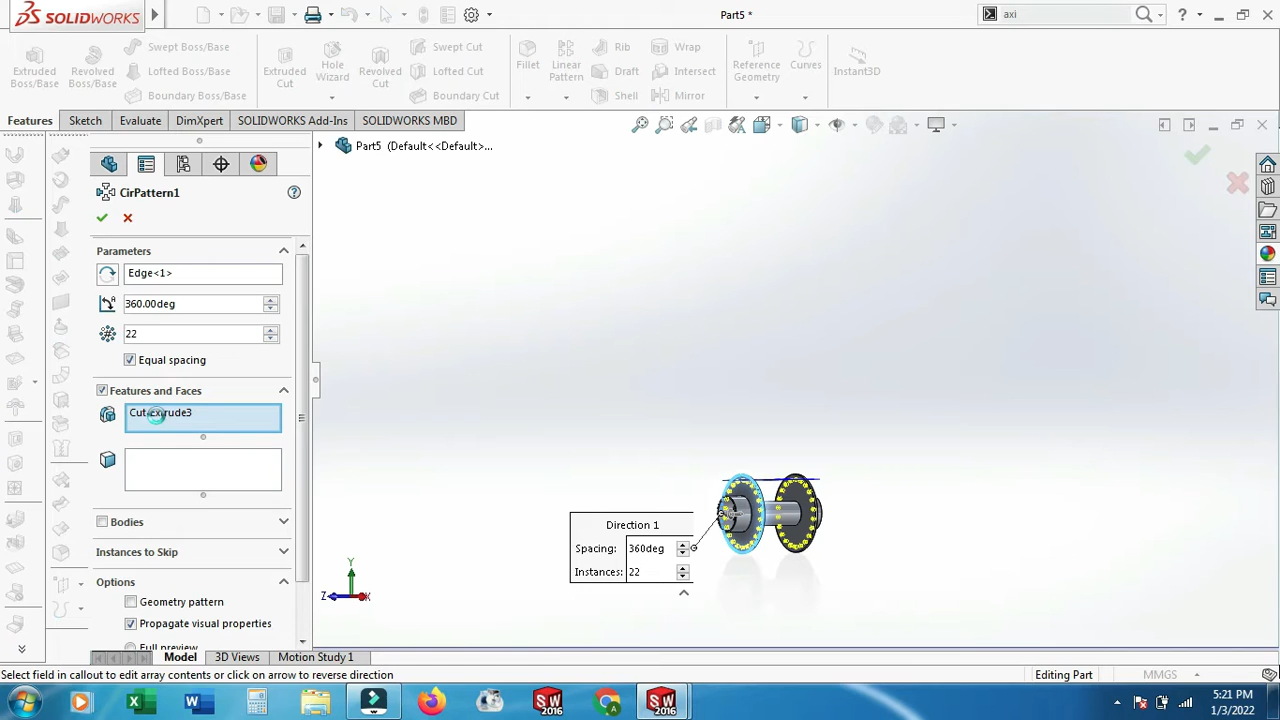 SOLIDWORKS
Part5 *
axi
Extruded Boss/Base
Revolved Boss/Base
Swept Boss/Base
Lofted Boss/Base
Boundary Boss/Base
Extruded Cut
Hole Wizard
Revolved Cut
Swept Cut
Lofted Cut
Boundary Cut
Fillet
Linear Pattern
Rib
Draft
Shell
Wrap
Intersect
Mirror
Reference Geometry
Curves
Instant3D
Features
Sketch
Evaluate
DimXpert
SOLIDWORKS Add-Ins
SOLIDWORKS MBD
Part5 (Default<<Default>...
CirPattern1
Parameters
Edge<1>
360.00deg
22
Equal spacing
Features and Faces
Cut-Extrude3
Bodies
Instances to Skip
Options
Geometry pattern
Propagate visual properties
Full preview
Direction 1
Spacing: 360deg
Instances: 22
Y
Z X
Model
3D Views
Motion Study 1
Select field in callout to edit array contents or click on arrow to reverse direction
Editing Part
MMGS
SW 2016
SW 2016
5:21 PM
1/3/2022